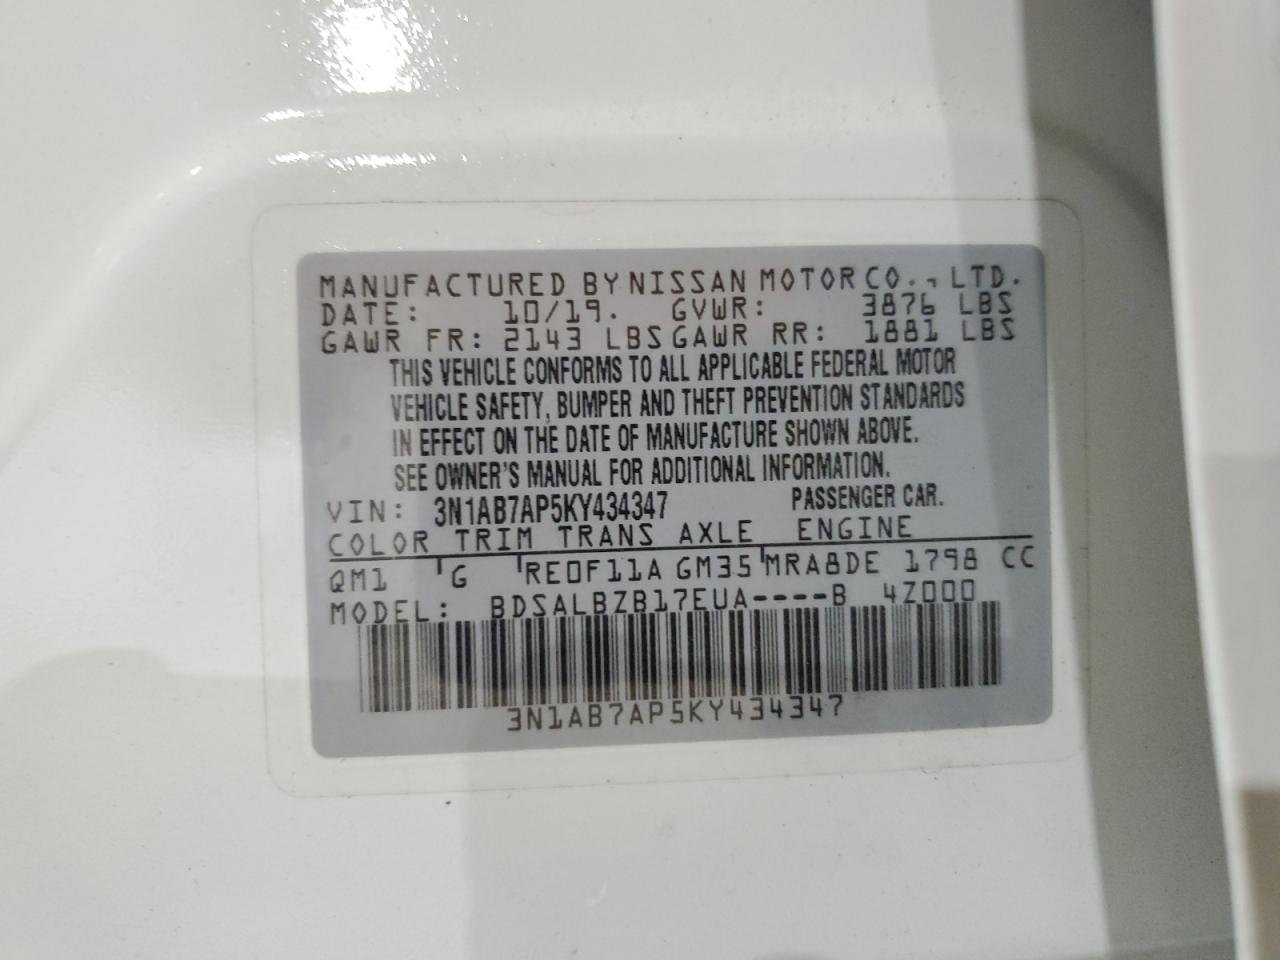 MANUFACTURED BY NISSAN MOTOR CO., LTD.
DATE: 10/19. GVWR: 3876 LBS
GAWR FR: 2143 LBS GAWR RR: 1881 LBS
THIS VEHICLE CONFORMS TO ALL APPLICABLE FEDERAL MOTOR
VEHICLE SAFETY, BUMPER AND THEFT PREVENTION STANDARDS
IN EFFECT ON THE DATE OF MANUFACTURE SHOWN ABOVE.
SEE OWNER'S MANUAL FOR ADDITIONAL INFORMATION.
VIN: 3N1AB7AP5KY434347 PASSENGER CAR.
COLOR TRIM TRANS AXLE ENGINE
QM1 G RE0F11A GM35 MRA8DE 1798 CC
MODEL: BDSALBZB17EUA----B 4Z000
3N1AB7AP5KY434347